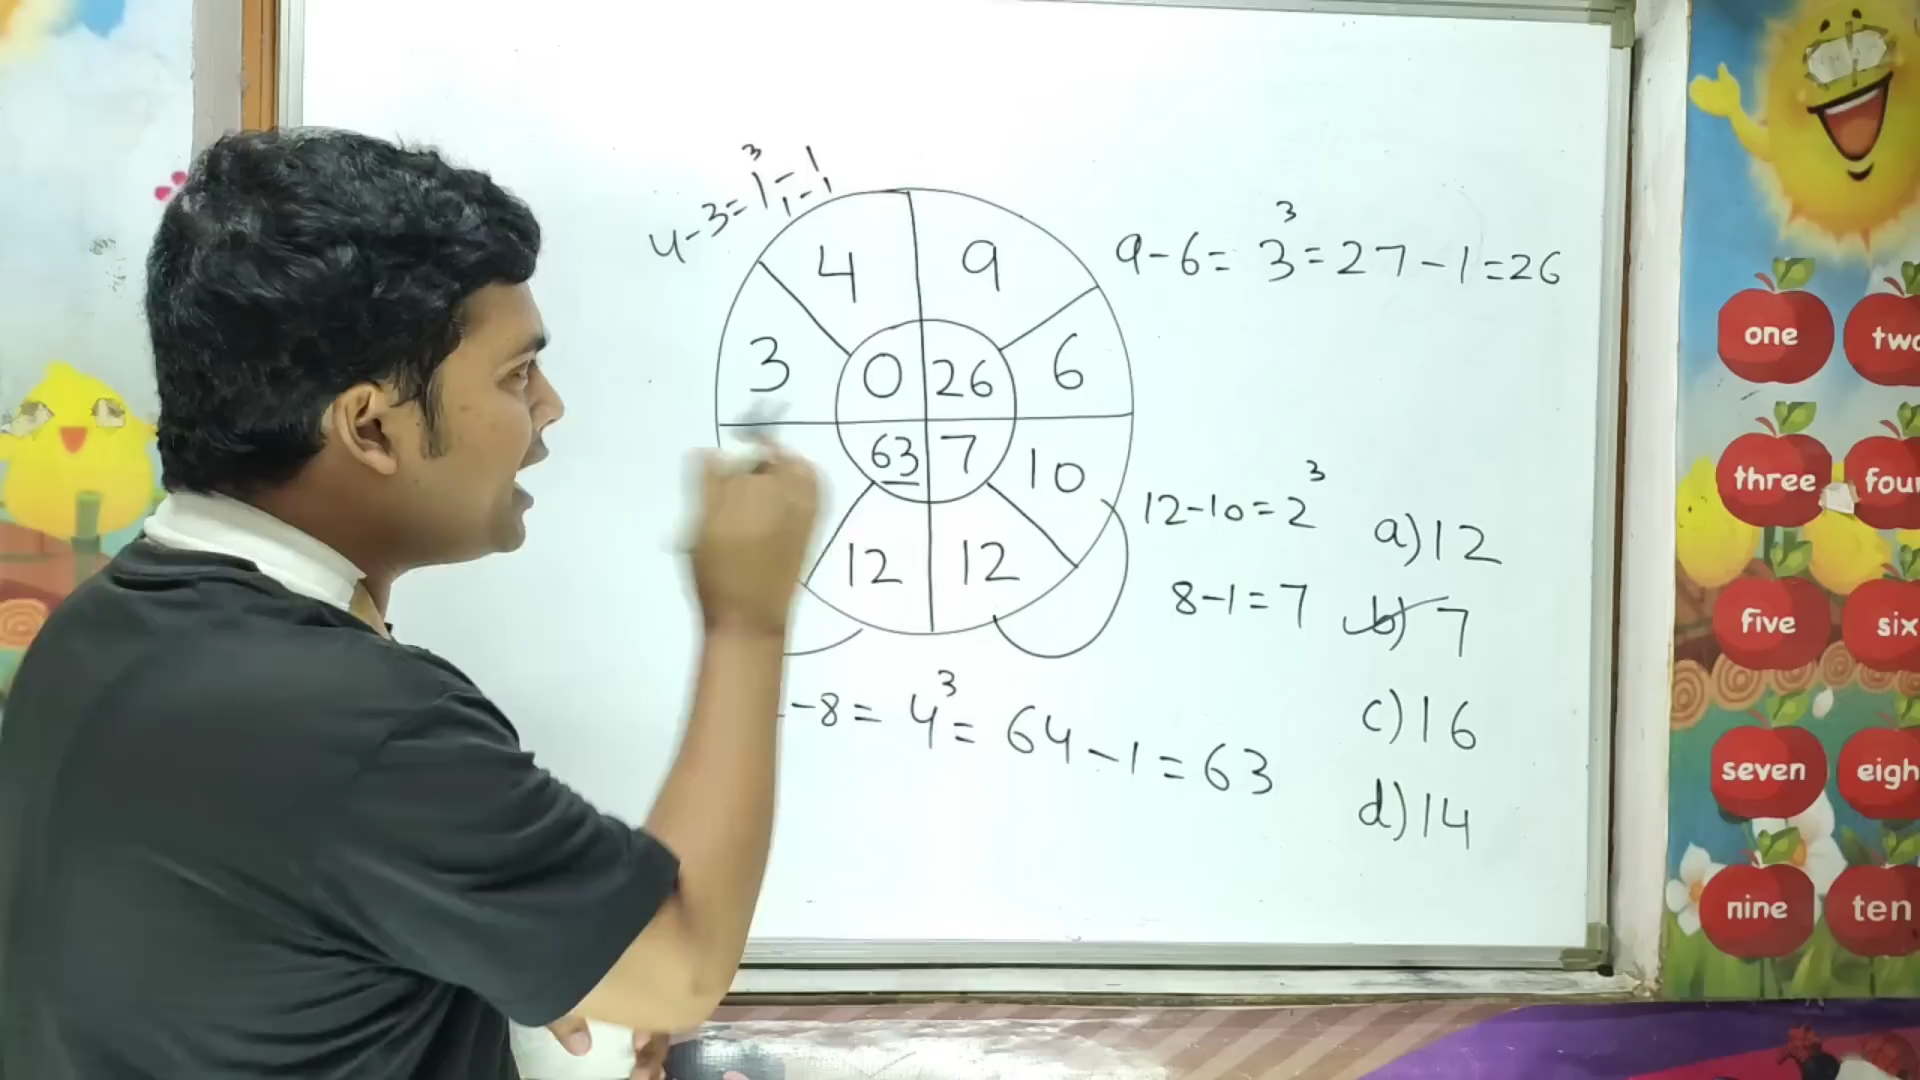 4-3=1³=1
1-1
9-6=3³=27-1=26
4 9
3 0 26 6
63 7 10
12 12
12-10=2³
8-1=7
-8=4³=64-1=63
a) 12
b) 7
c) 16
d) 14
one
three four
five six
seven
nine ten